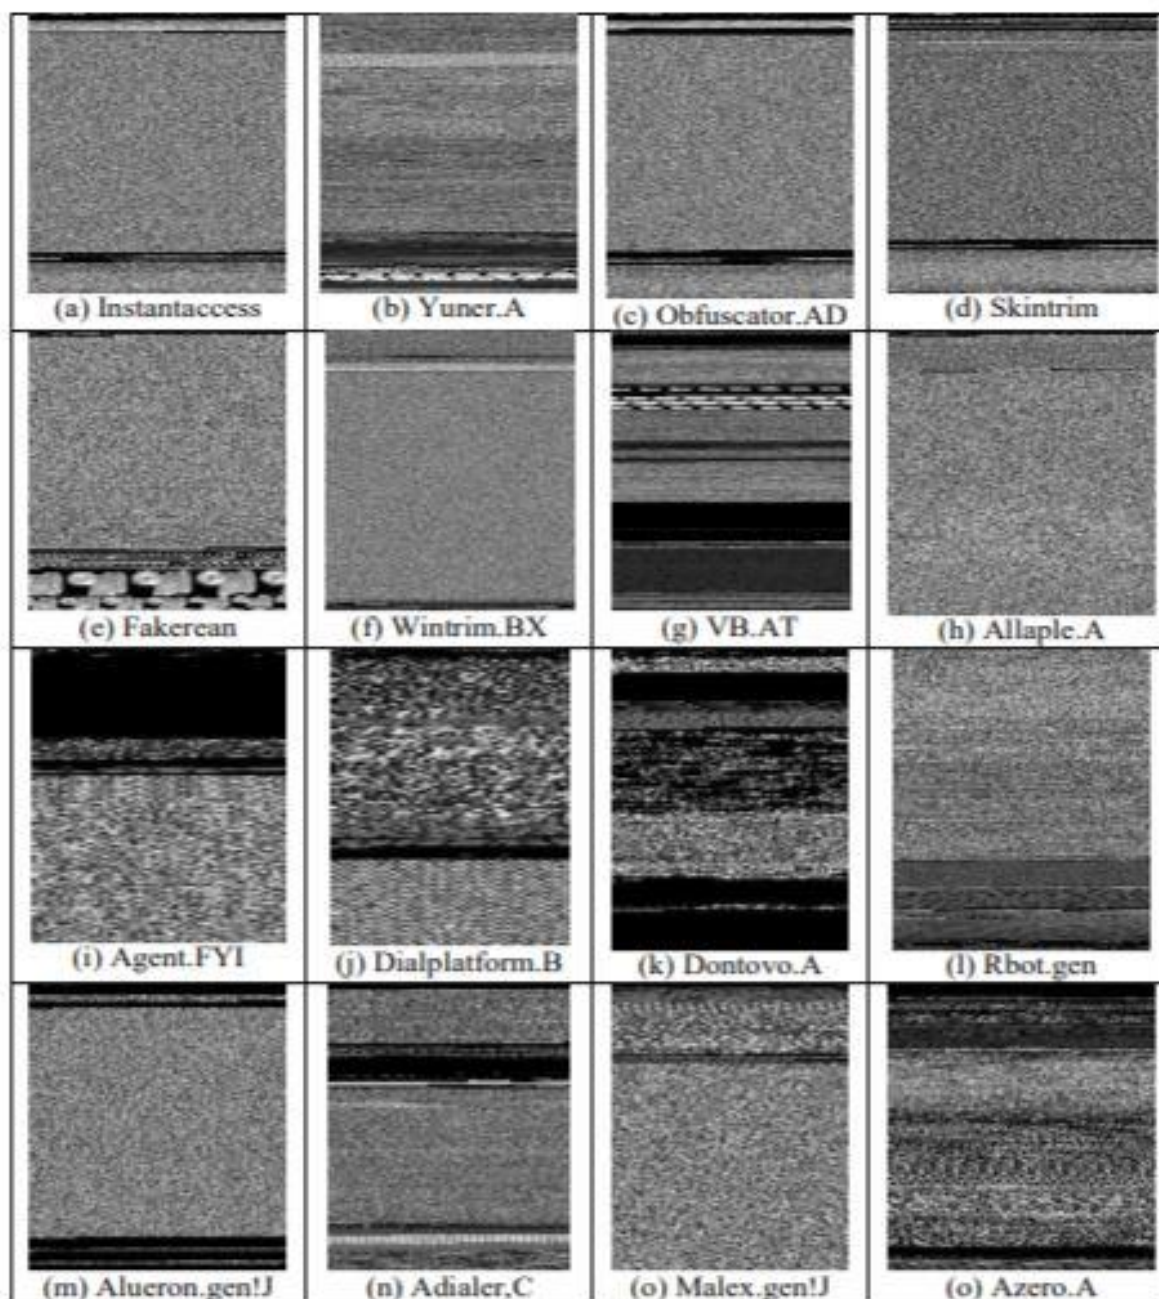 (a) Instantaccess
(b) Yuner.A
(c) Obfuscator.AD
(d) Skintrim
(e) Fakerean
(f) Wintrim.BX
(g) VB.AT
(h) Allaple.A
(i) Agent.FYI
(j) Dialplatform.B
(k) Dontovo.A
(l) Rbot.gen
(m) Alueron.gen!J
(n) Adialer,C
(o) Malex.gen!J
(o) Azero.A